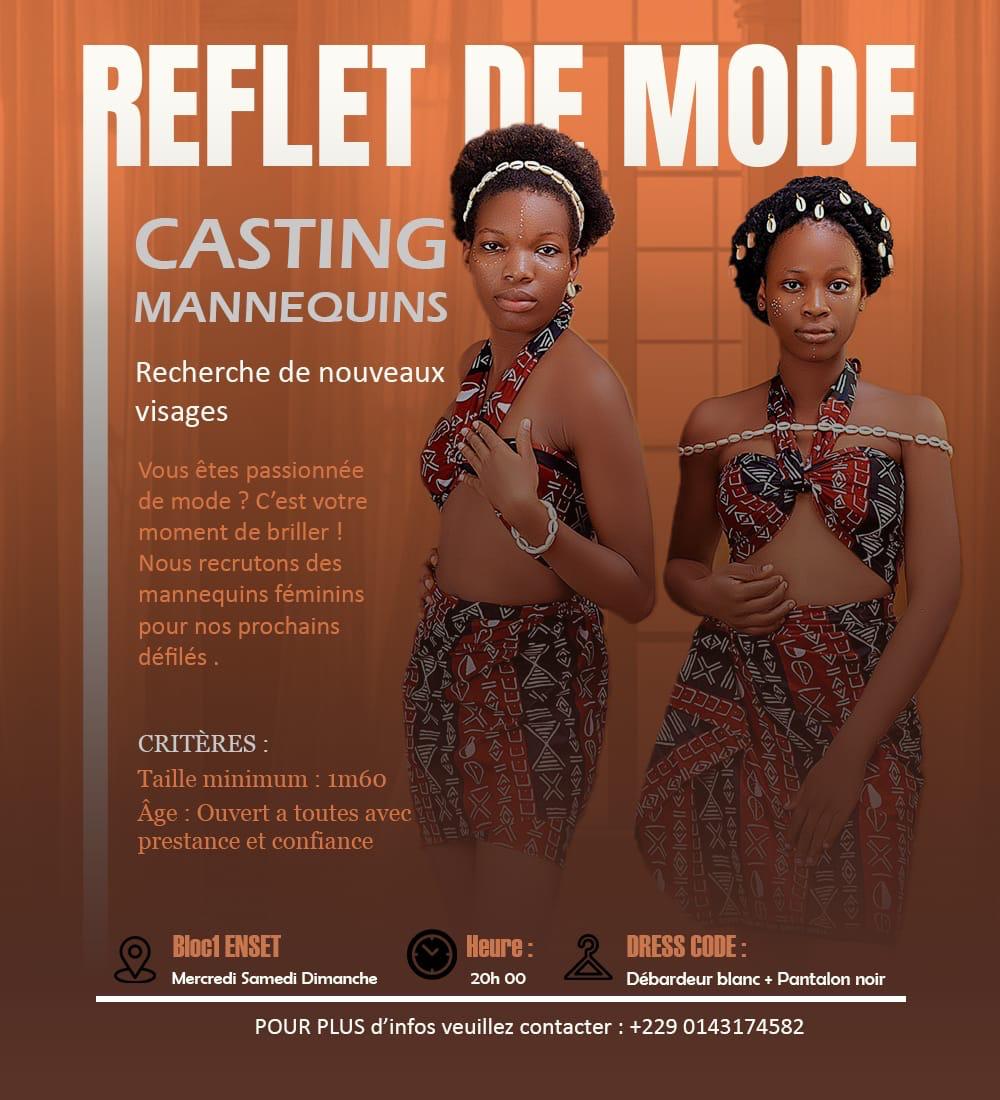 REFLET DE MODE
CASTING
MANNEQUINS
Recherche de nouveaux
visages
Vous êtes passionnée
de mode ? C’est votre
moment de briller !
Nous recrutons des
mannequins féminins
pour nos prochains
défilés .
CRITÈRES :
Taille minimum : 1m60
Âge : Ouvert a toutes avec
prestance et confiance
Bloc1 ENSET
Mercredi Samedi Dimanche
Heure :
20h 00
DRESS CODE :
Débardeur blanc + Pantalon noir
POUR PLUS d’infos veuillez contacter : +229 0143174582